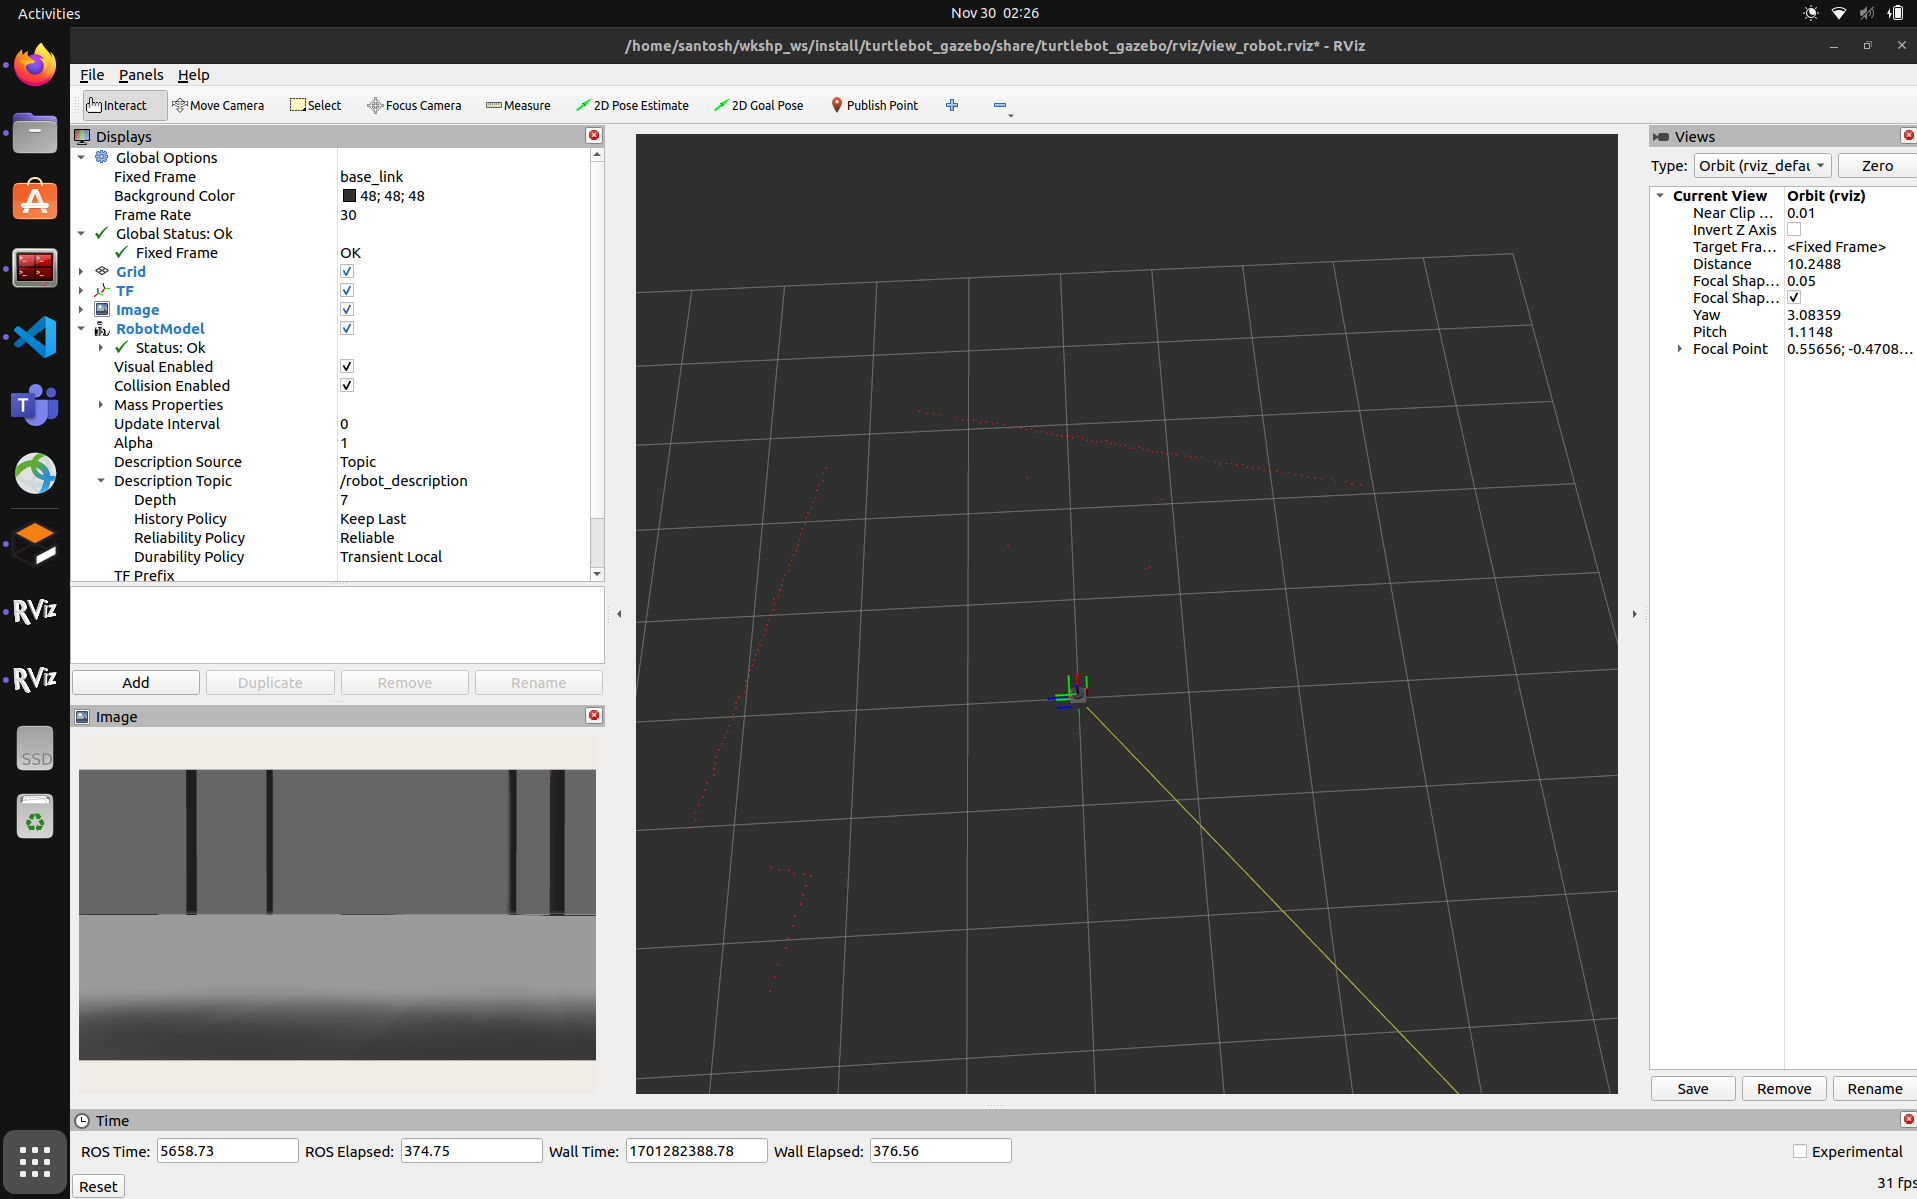 Activities
Nov 30 02:26
/home/santosh/wkshp_ws/install/turtlebot_gazebo/share/turtlebot_gazebo/rviz/view_robot.rviz* - RViz
File Panels Help
Interact Move Camera Select Focus Camera Measure 2D Pose Estimate 2D Goal Pose Publish Point
Displays
Global Options
Fixed Frame base_link
Background Color 48; 48; 48
Frame Rate 30
Global Status: Ok
Fixed Frame OK
Grid
TF
Image
RobotModel
Status: Ok
Visual Enabled
Collision Enabled
Mass Properties
Update Interval 0
Alpha 1
Description Source Topic
Description Topic /robot_description
Depth 7
History Policy Keep Last
Reliability Policy Reliable
Durability Policy Transient Local
TF Prefix
Add Duplicate Remove Rename
Image
Views
Type: Orbit (rviz_defau Zero
Current View Orbit (rviz)
Near Clip ... 0.01
Invert Z Axis
Target Fra... <Fixed Frame>
Distance 10.2488
Focal Shap... 0.05
Focal Shap...
Yaw 3.08359
Pitch 1.1148
Focal Point 0.55656; -0.4708...
Save Remove Rename
T
RViz
RViz
SSD
Time
ROS Time: 5658.73 ROS Elapsed: 374.75 Wall Time: 1701282388.78 Wall Elapsed: 376.56 Experimental
Reset
31 fps